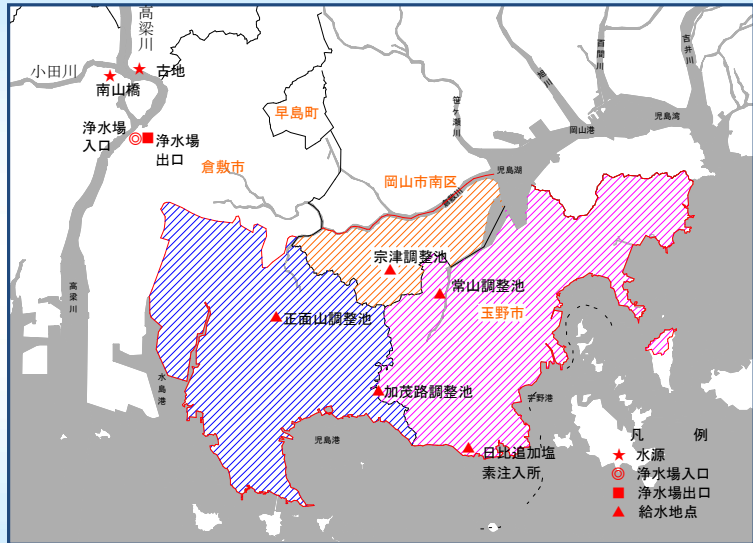 高梁川
小田川
古地
南山橋
浄水場
入口
浄水場
出口
早島町
倉敷市
笹ヶ瀬川
旭川
百間川
吉井川
児島湾
岡山港
児島湖
岡山市南区
倉敷川
宗津調整池
常山調整池
正面山調整池
玉野市
高梁川
水島港
加茂路調整池
宇野港
児島港
日比追加塩
素注入所
凡 例
水源
浄水場入口
浄水場出口
給水地点